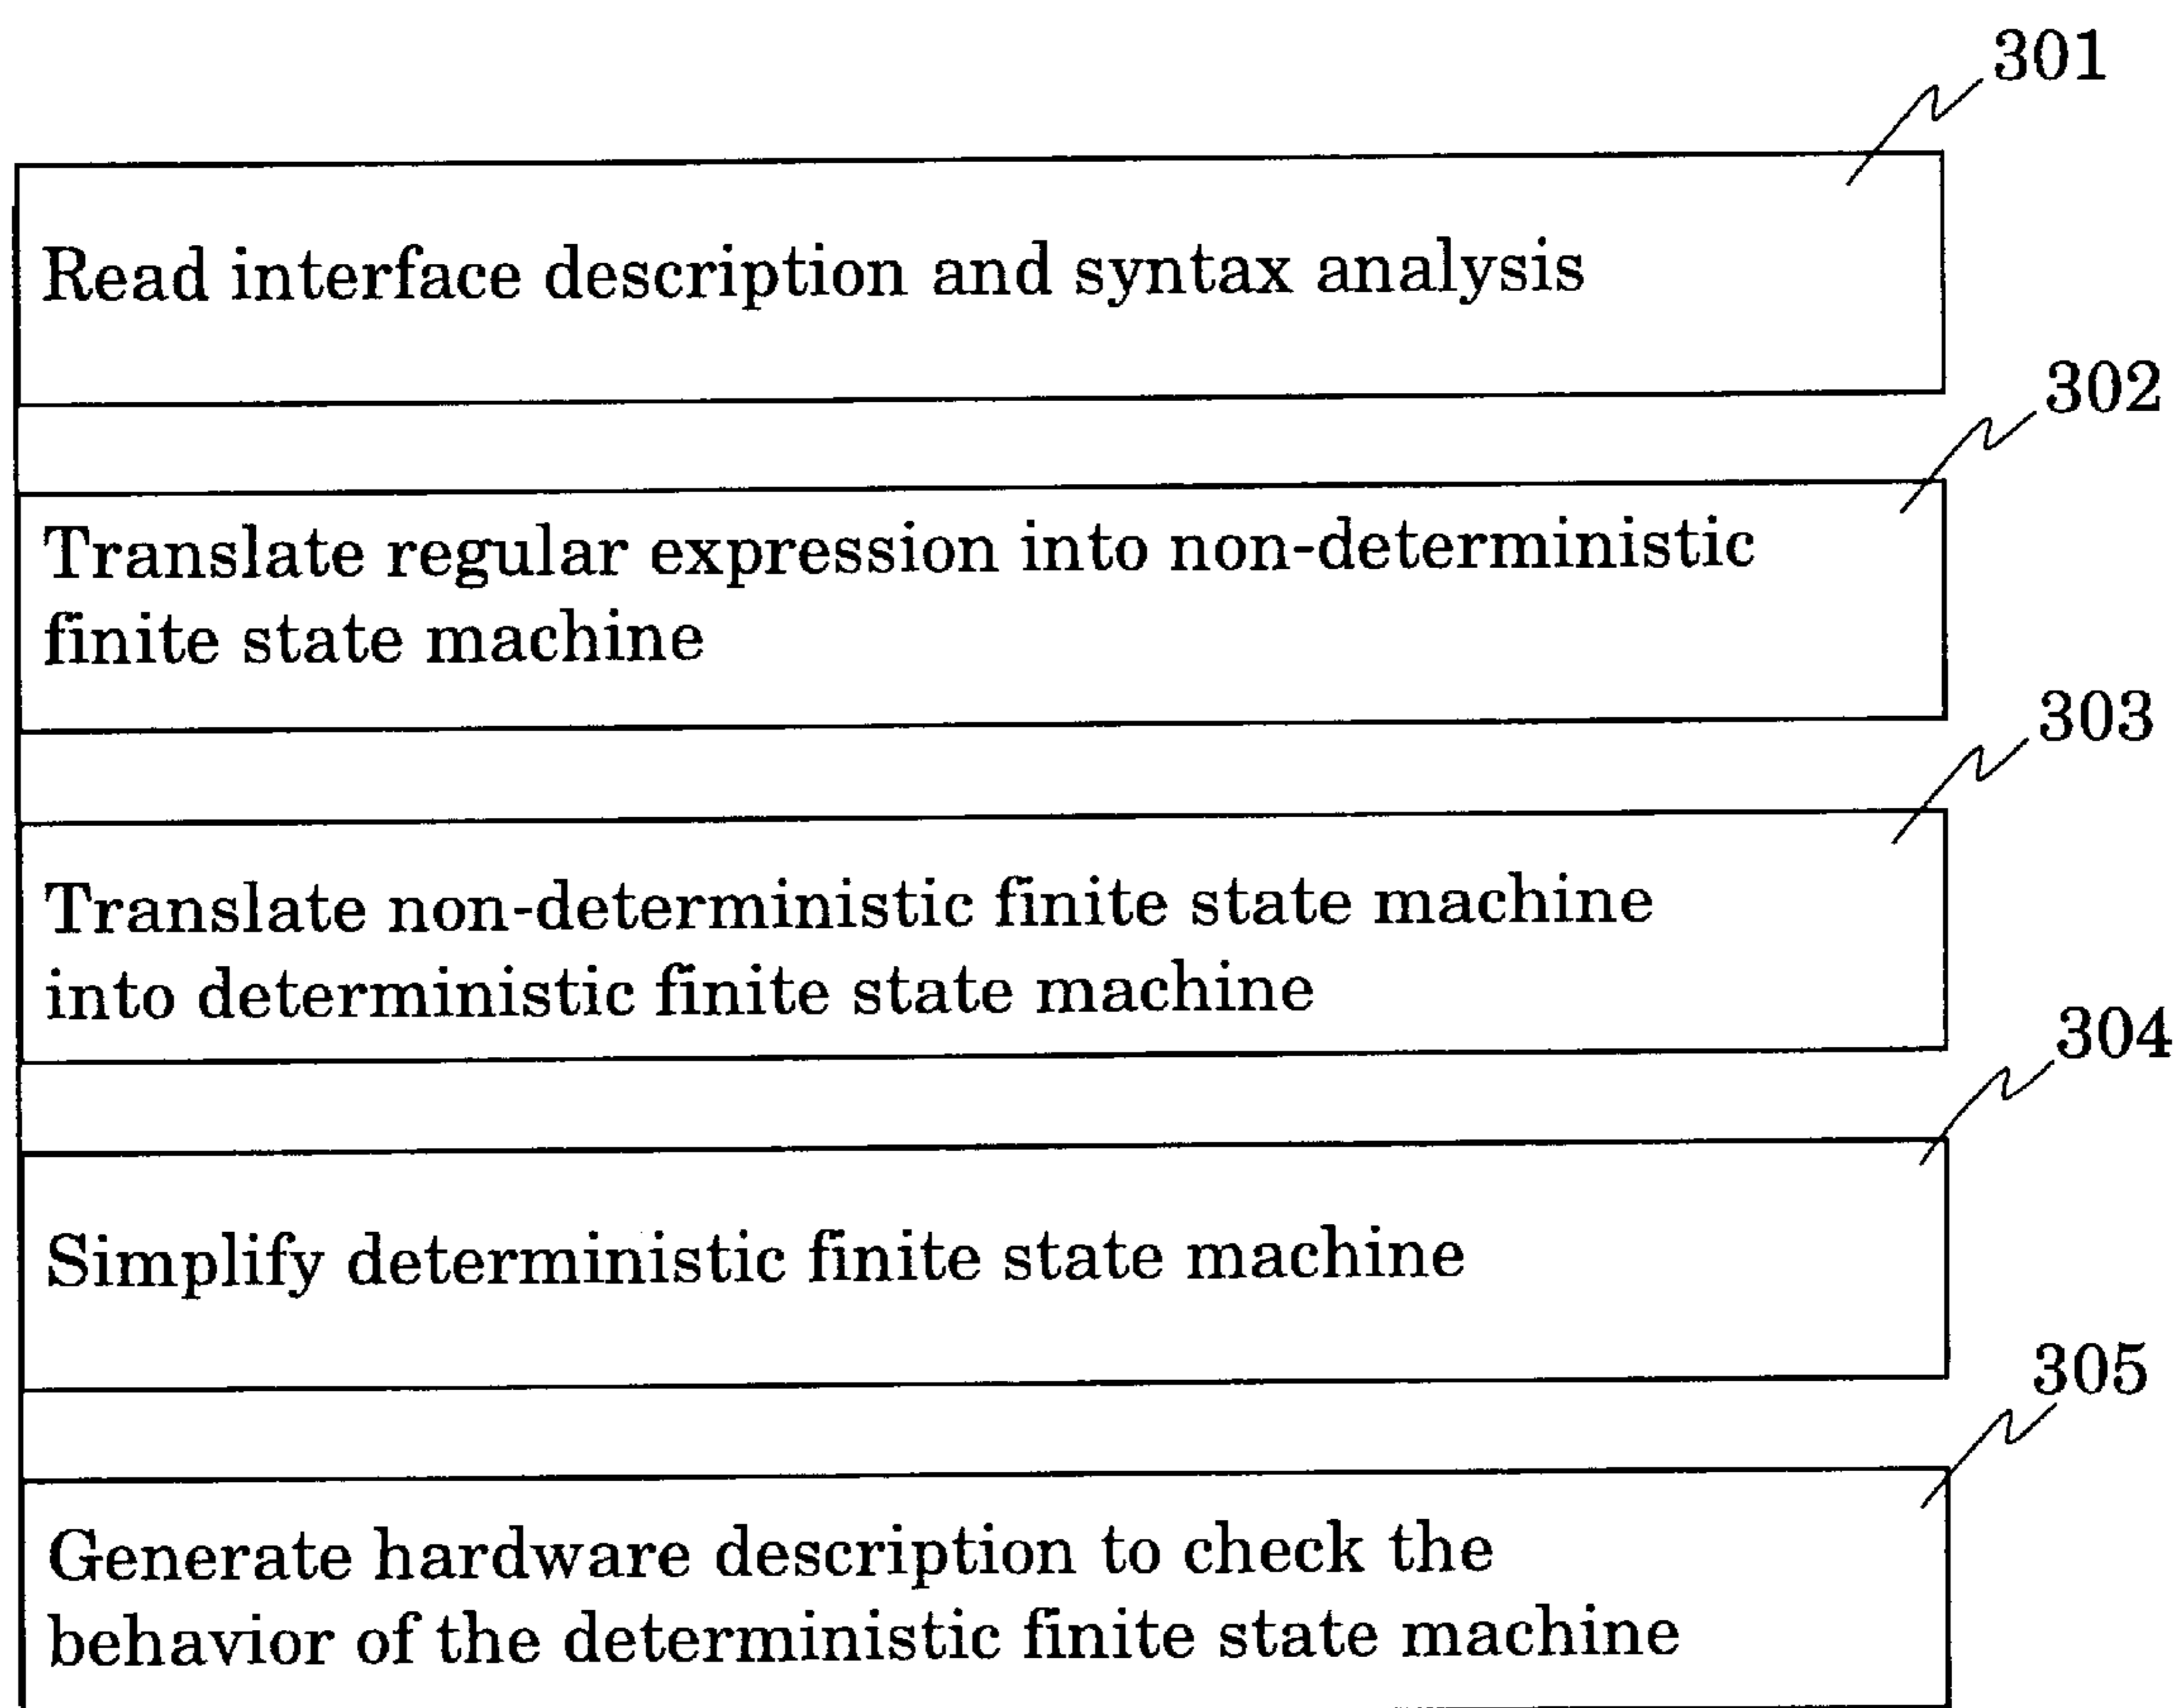 301
Read interface description and syntax analysis
302
Translate regular expression into non-deterministic
finite state machine
303
Translate non-deterministic finite state machine
into deterministic finite state machine
304
Simplify deterministic finite state machine
305
Generate hardware description to check the
behavior of the deterministic finite state machine